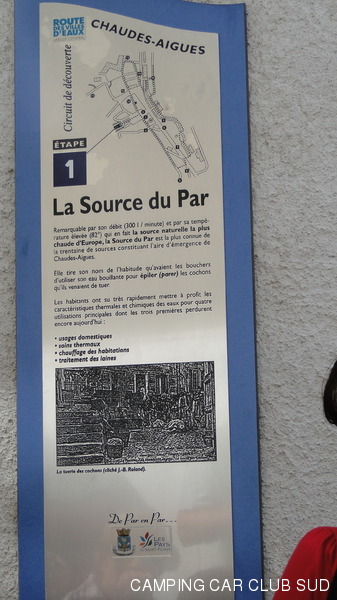 ROUTE
DES VILLES
D'EAUX
CHAUDES-AIGUES
Circuit de découverte
ÉTAPE
1
La Source du Par
Remarquable par son débit (300 l / minute) et par sa tempé-
rature élevée (82°) qui en fait la source naturelle la plus
chaude d'Europe, la Source du Par est la plus connue de
la trentaine de sources constituant l'aire d'émergence de
Chaudes-Aigues.
Elle tire son nom de l'habitude qu'avaient les bouchers
d'utiliser son eau bouillante pour épiler (parer) les cochons
qu'ils venaient de tuer.
Les habitants ont su très rapidement mettre à profit les
caractéristiques thermales et chimiques des eaux pour quatre
utilisations principales dont les trois premières perdurent
encore aujourd'hui :
• usages domestiques
• soins thermaux
• chauffage des habitations
• traitement des laines
La tuerie des cochons (cliché J.-B. Roland).
De Par en Par...
LES
PAYS
CAMPING CAR CLUB SUD